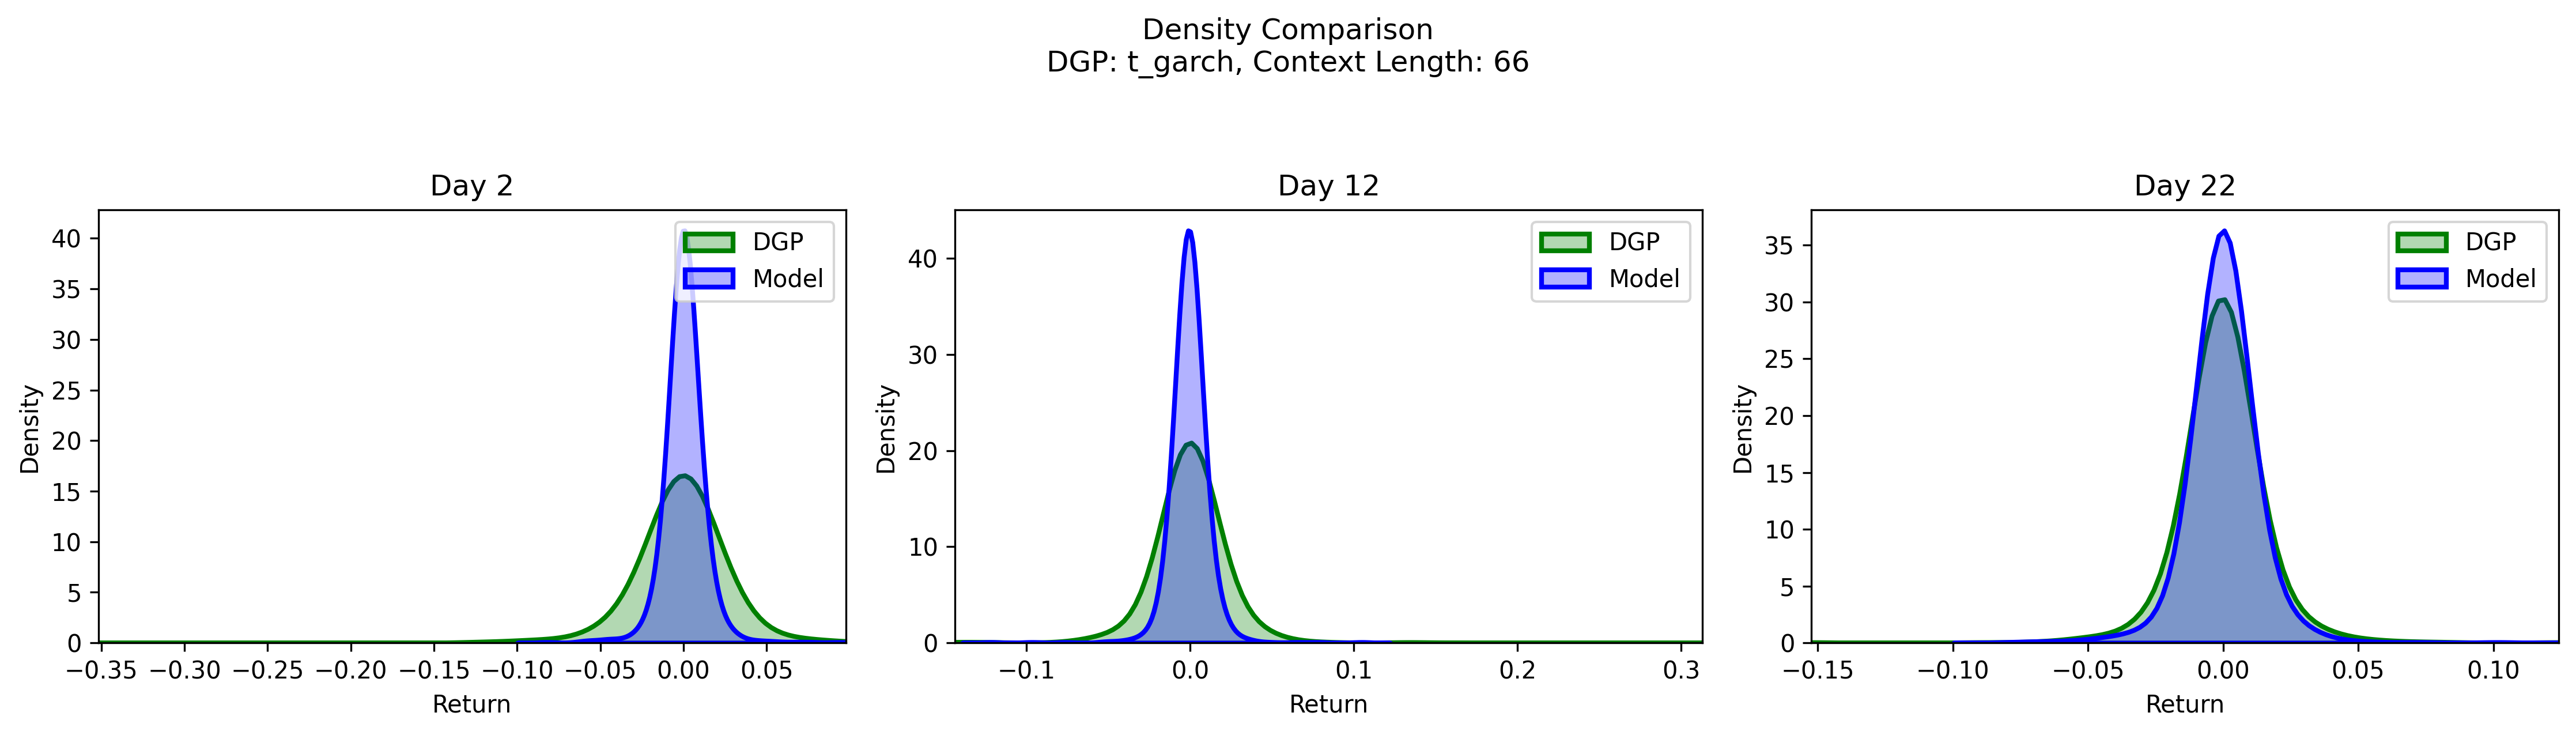 Density Comparison
DGP: t_garch, Context Length: 66
Day 2
DGP
Model
40
35
30
25
20
15
10
5
0
Density
−0.35 −0.30 −0.25 −0.20 −0.15 −0.10 −0.05 0.00 0.05
Return
Day 12
DGP
Model
40
30
20
10
0
Density
−0.1 0.0 0.1 0.2 0.3
Return
Day 22
DGP
Model
35
30
25
20
15
10
5
0
Density
−0.15 −0.10 −0.05 0.00 0.05 0.10
Return